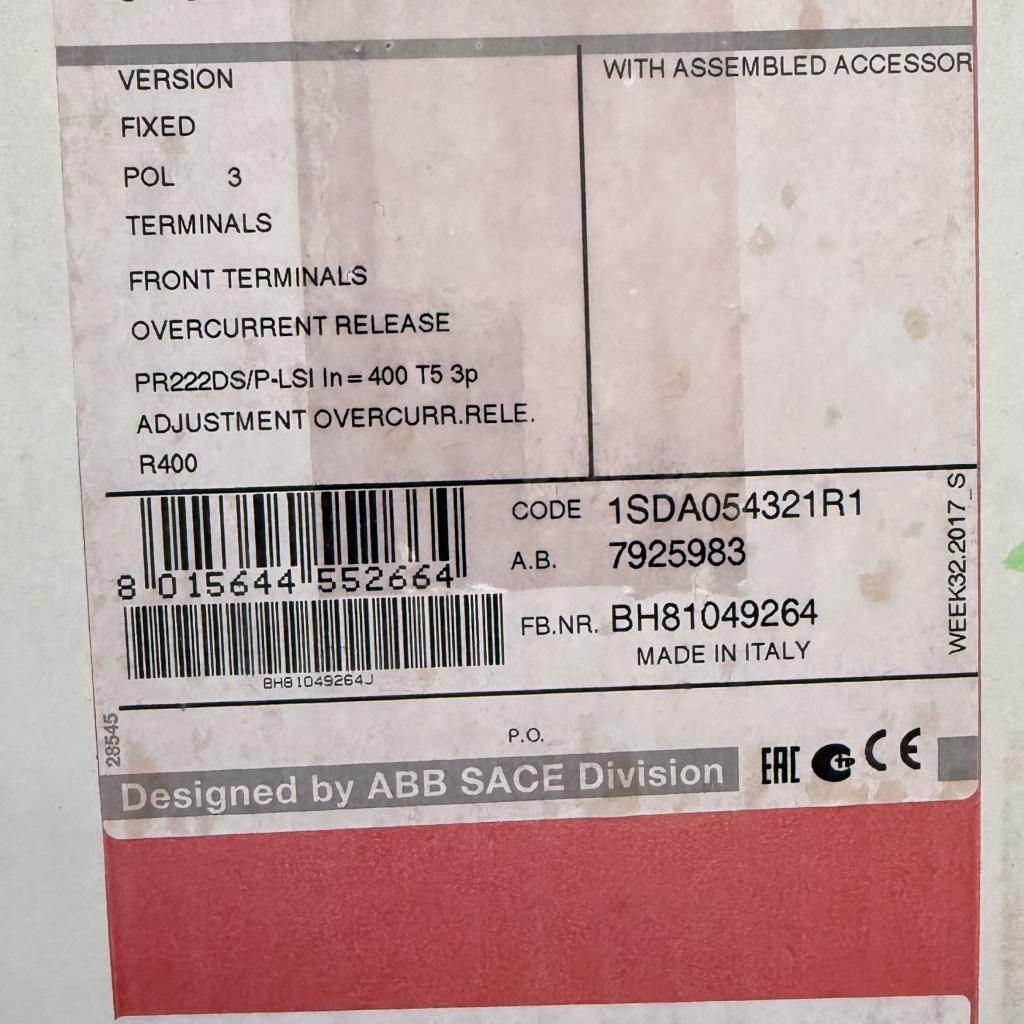 VERSION
FIXED
POL 3
TERMINALS
FRONT TERMINALS
OVERCURRENT RELEASE
PR222DS/P-LSI In=400 T5 3p
ADJUSTMENT OVERCURR.RELE.
R400
WITH ASSEMBLED ACCESSOR
8 015644 552664
BH81049264J
CODE 1SDA054321R1
A.B. 7925983
FB.NR. BH81049264
MADE IN ITALY
WEEK32.2017_S
28545
P.O.
Designed by ABB SACE Division
EAC CE